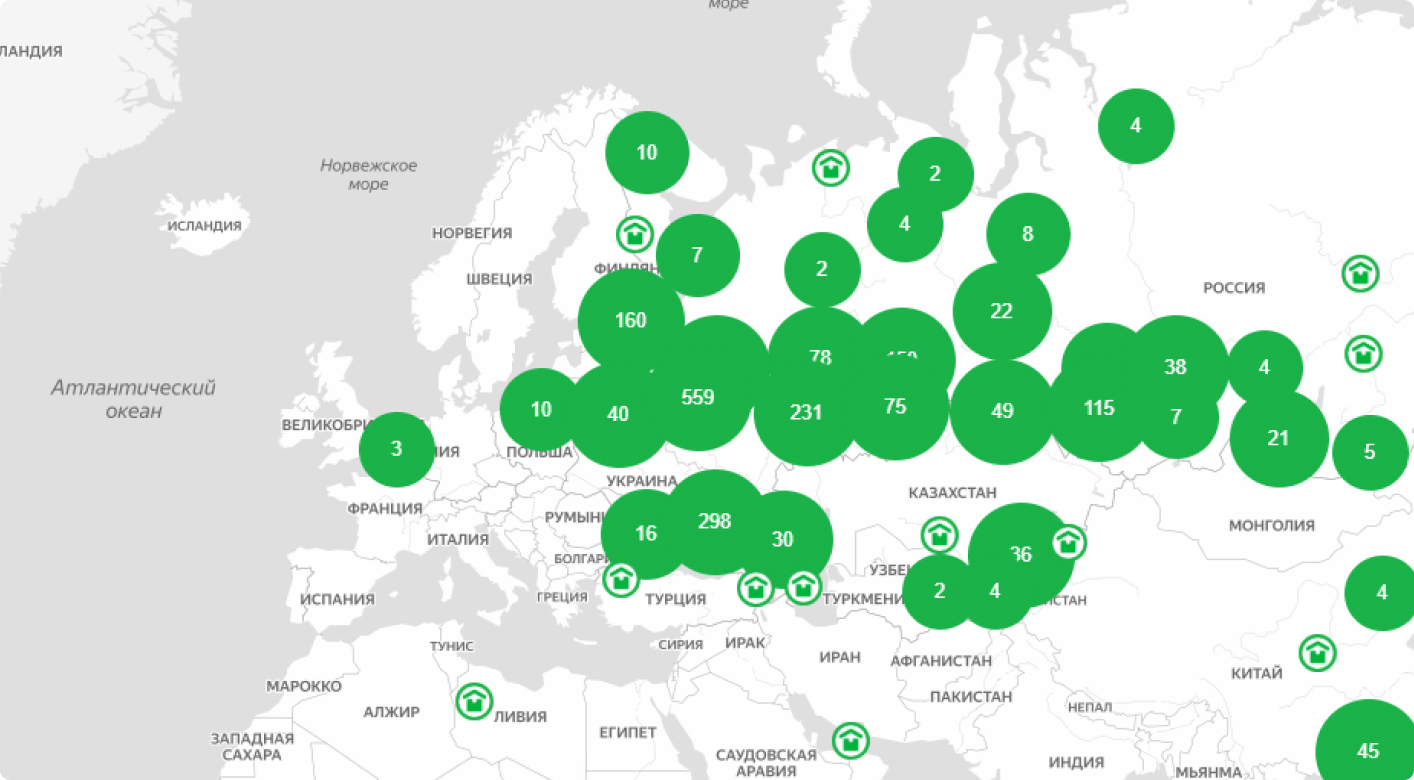 море
ЛАНДИЯ
4
10
Норвежское
море
2
4
ИСЛАНДИЯ
НОРВЕГИЯ
8
7
2
ФИНЛЯН
ШВЕЦИЯ
РОССИЯ
22
160
78
38
4
Атлантический
океан
559
10
40
231
75
49
115
7
ВЕЛИКОБРИ
21
3
ИЯ
ПОЛЬША
5
УКРАИНА
КАЗАХСТАН
ФРАНЦИЯ
РУМЫН
298
МОНГОЛИЯ
16
30
ИТАЛИЯ
36
БОЛГАРИ
УЗБЕ
ИСПАНИЯ
ГРЕЦИЯ
ТУРЦИЯ
ТУРКМЕНИ
2
4
СТАН
4
ТУНИС
СИРИЯ
ИРАК
ИРАН
АФГАНИСТАН
КИТАЙ
МАРОККО
ПАКИСТАН
АЛЖИР
ЛИВИЯ
НЕПАЛ
ЕГИПЕТ
ЗАПАДНАЯ
САХАРА
САУДОВСКАЯ
АРАВИЯ
ИНДИЯ
МЬЯНМА
45